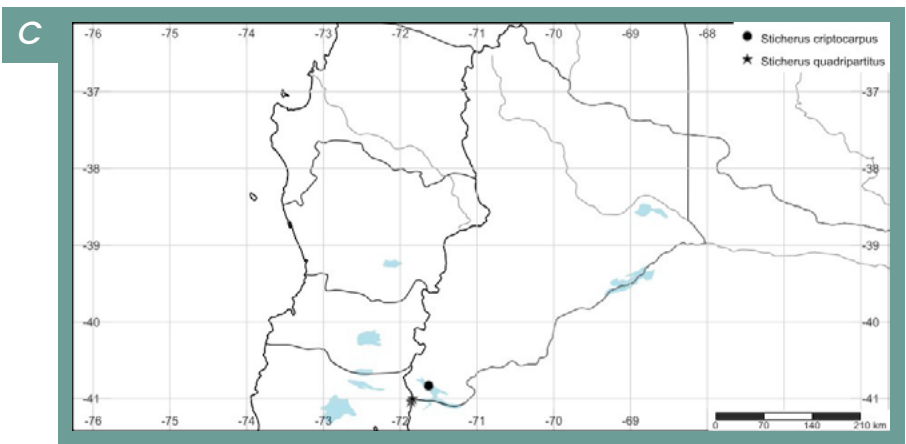 C
-76 -75 -74 -73 -72 -71 -70 -69 -68
Sticherus criptocarpus
Sticherus quadripartitus
-37 -37
-38 -38
-39 -39
-40 -40
-41 -41
-76 -75 -74 -73 -72 -71 -70 -69
0 70 140 210 km